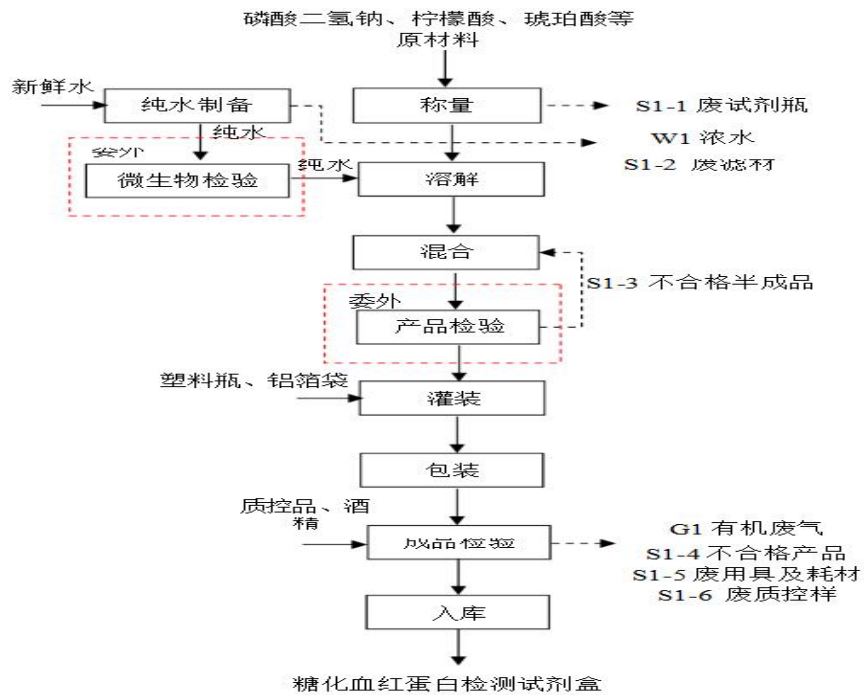 磷酸二氢钠、柠檬酸、琥珀酸等
原材料
新鲜水
纯水制备
称量
S1-1 废试剂瓶
纯水
W1 浓水
委外
微生物检验
纯水
溶解
S1-2 废滤材
混合
S1-3 不合格半成品
委外
产品检验
塑料瓶、铝箔袋
灌装
包装
质控品、酒
精
成品检验
G1 有机废气
S1-4 不合格产品
S1-5 废用具及耗材
S1-6 废质控样
入库
糖化血红蛋白检测试剂盒